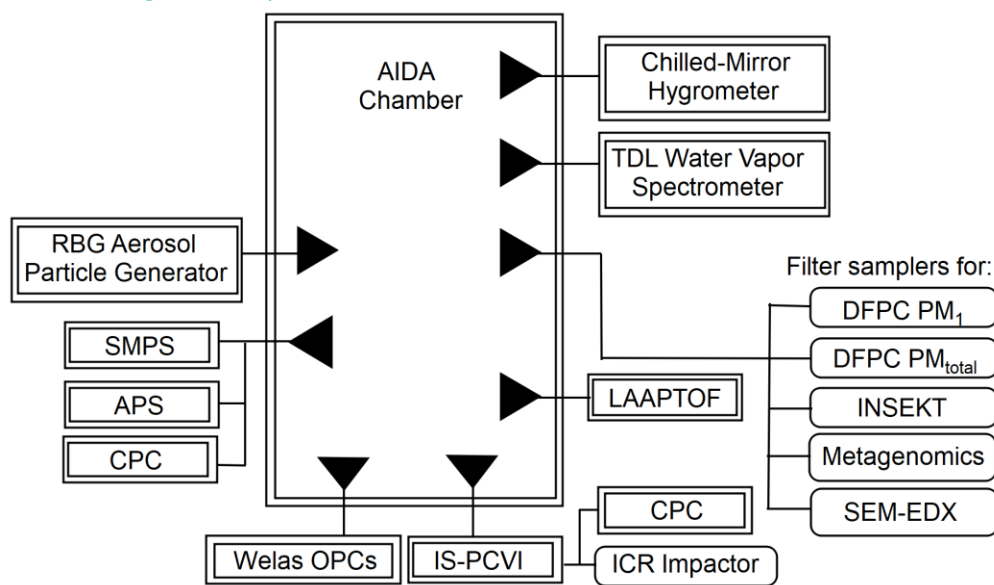 AIDA
Chamber
Chilled-Mirror
Hygrometer
TDL Water Vapor
Spectrometer
RBG Aerosol
Particle Generator
Filter samplers for:
DFPC PM₁
SMPS
DFPC PMtotal
APS
LAAPTOF
INSEKT
CPC
Metagenomics
CPC
SEM-EDX
Welas OPCs
IS-PCVI
ICR Impactor